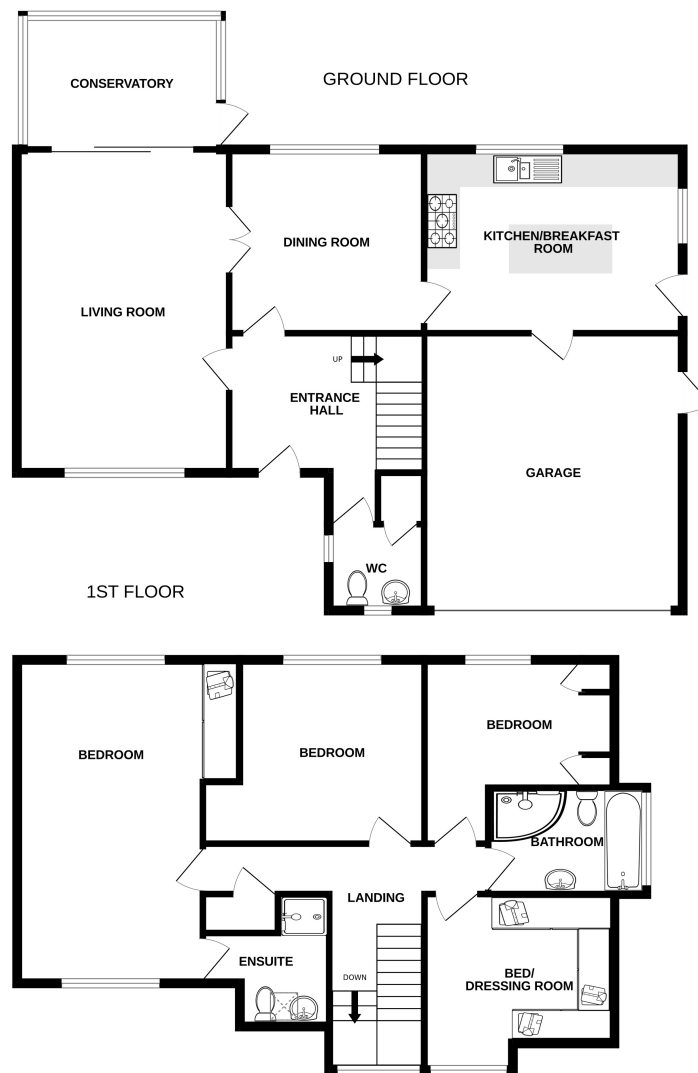 GROUND FLOOR
CONSERVATORY
DINING ROOM
KITCHEN/BREAKFAST
ROOM
LIVING ROOM
UP
ENTRANCE
HALL
GARAGE
WC
1ST FLOOR
BEDROOM
BEDROOM
BEDROOM
BATHROOM
LANDING
ENSUITE
DOWN
BED/
DRESSING ROOM